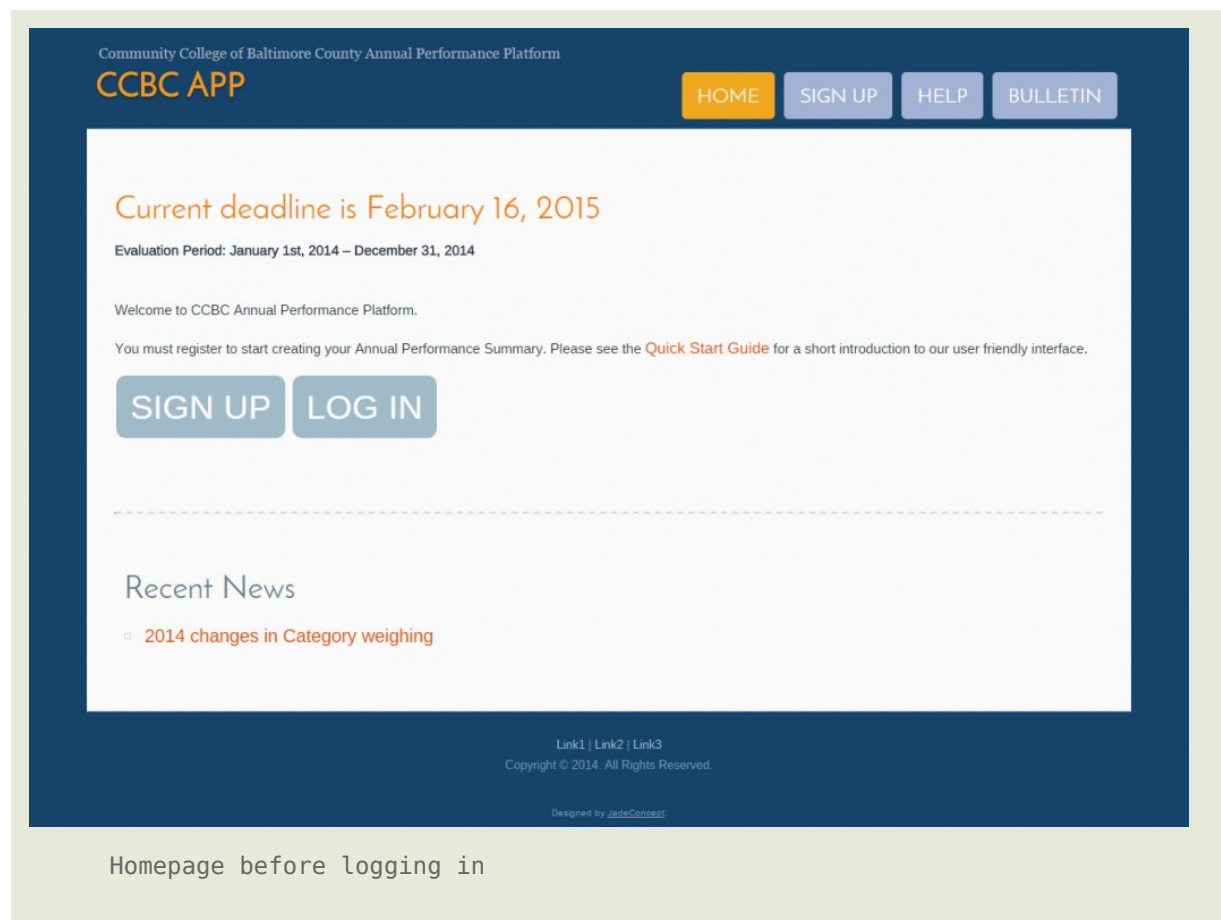 Community College of Baltimore County Annual Performance Platform
CCBC APP
HOME SIGN UP HELP BULLETIN
Current deadline is February 16, 2015
Evaluation Period: January 1st, 2014 – December 31, 2014
Welcome to CCBC Annual Performance Platform.
You must register to start creating your Annual Performance Summary. Please see the Quick Start Guide for a short introduction to our user friendly interface.
SIGN UP LOG IN
Recent News
2014 changes in Category weighing
Link1 | Link2 | Link3
Copyright © 2014. All Rights Reserved.
Designed by JadeConcept.
Homepage before logging in